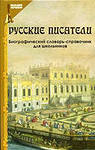 РУССКИЕ ПИСАТЕЛИ
Биографический словарь-справочник
для школьников